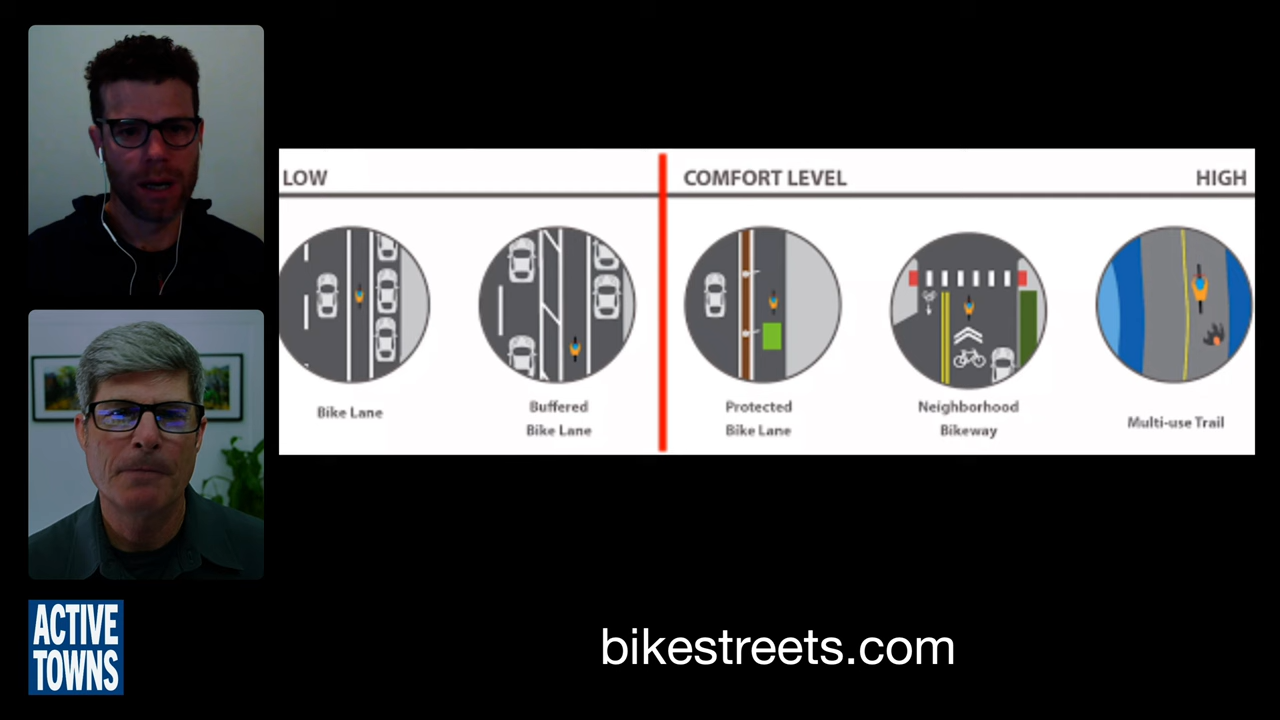 LOW
COMFORT LEVEL
HIGH
Bike Lane
Buffered
Bike Lane
Protected
Bike Lane
Neighborhood
Bikeway
Multi-use Trail
ACTIVE
TOWNS
bikestreets.com